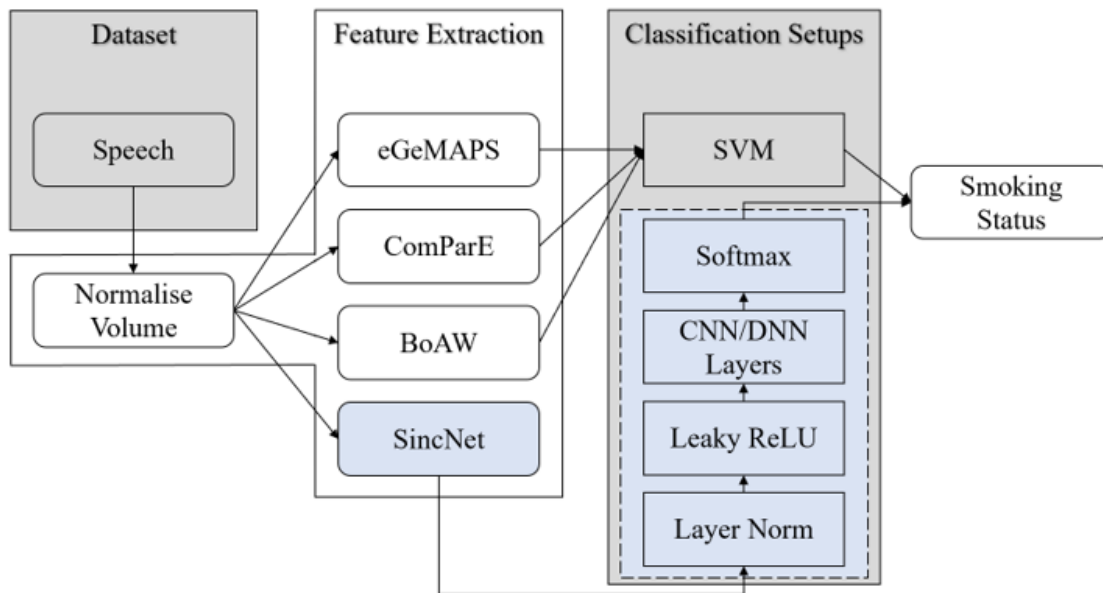 Dataset
Speech
Normalise
Volume
Feature Extraction
eGeMAPS
ComParE
BoAW
SincNet
Classification Setups
SVM
Softmax
CNN/DNN
Layers
Leaky ReLU
Layer Norm
Smoking
Status